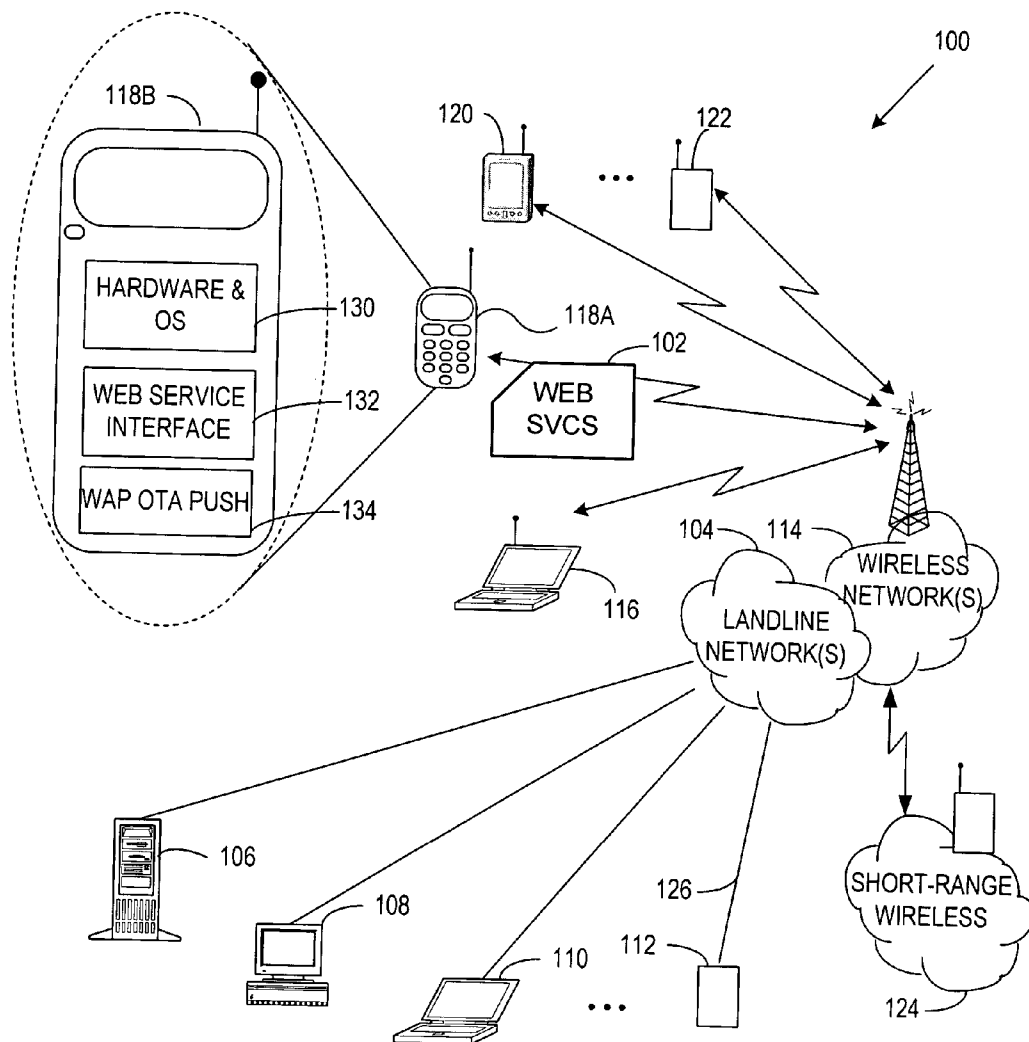 100
118B
120
122
HARDWARE &
OS
130
118A
102
WEB
SVCS
WEB SERVICE
INTERFACE
132
WAP OTA PUSH
134
104
114
WIRELESS
NETWORK(S)
116
LANDLINE
NETWORK(S)
106
126
SHORT-RANGE
WIRELESS
108
110
112
124